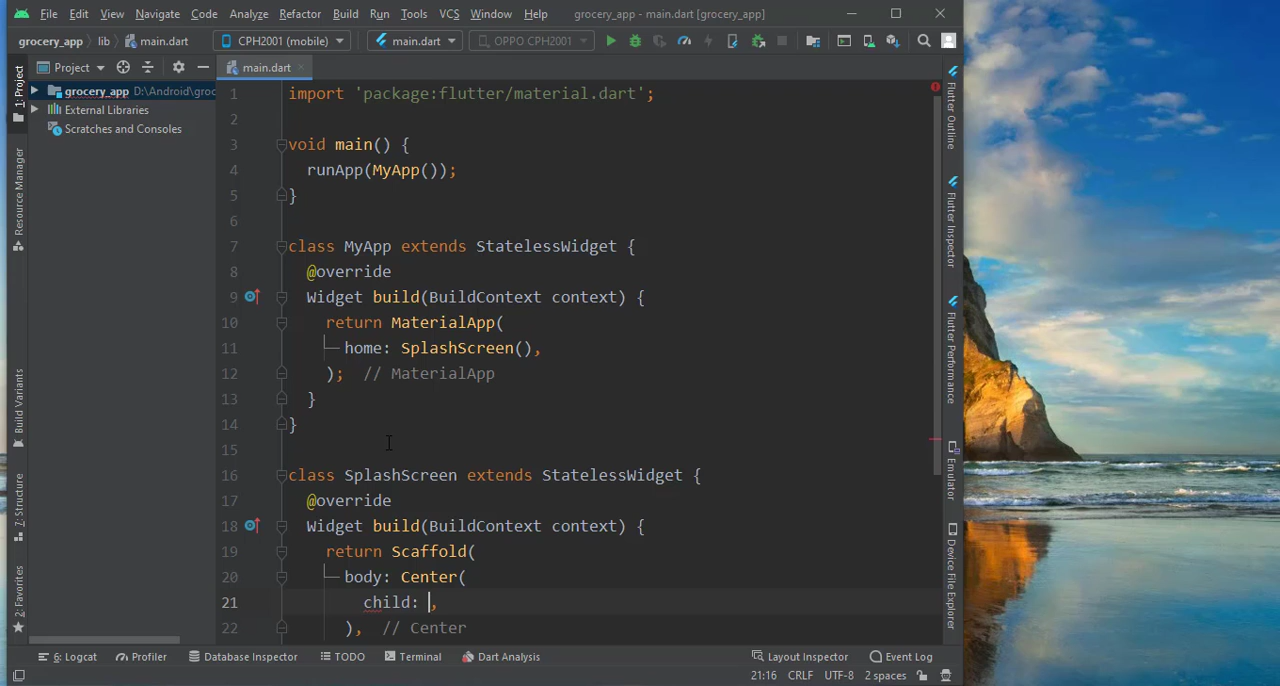 File Edit View Navigate Code Analyze Refactor Build Run Tools VCS Window Help grocery_app - main.dart [grocery_app]
grocery_app lib main.dart CPH2001 (mobile) main.dart OPPO CPH2001
Project main.dart
grocery_app D:\Android\groc
External Libraries
Scratches and Consoles
1: Project
Resource Manager
Build Variants
7: Structure
2: Favorites
1 import 'package:flutter/material.dart';
2
3 void main() {
4 runApp(MyApp());
5 }
6
7 class MyApp extends StatelessWidget {
8 @override
9 Widget build(BuildContext context) {
10 return MaterialApp(
11 home: SplashScreen(),
12 ); // MaterialApp
13 }
14 }
15
16 class SplashScreen extends StatelessWidget {
17 @override
18 Widget build(BuildContext context) {
19 return Scaffold(
20 body: Center(
21 child: ,
22 ), // Center
Flutter Outline
Flutter Inspector
Flutter Performance
Emulator
Device File Explorer
6: Logcat Profiler Database Inspector TODO Terminal Dart Analysis Layout Inspector Event Log
21:16 CRLF UTF-8 2 spaces